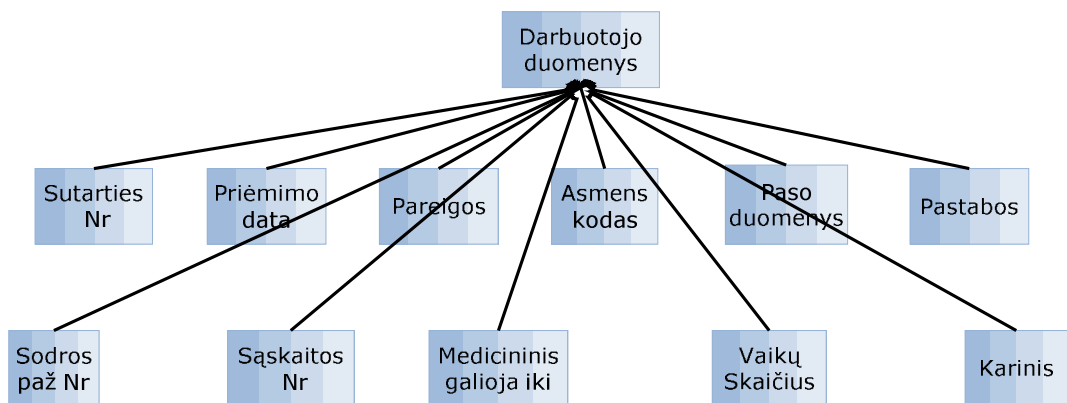 Darbuotojo
duomenys
Sutarties
Nr
Priėmimo
data
Pareigos
Asmens
kodas
Paso
duomenys
Pastabos
Sodros
paž Nr
Sąskaitos
Nr
Medicininis
galioja iki
Vaikų
Skaičius
Karinis